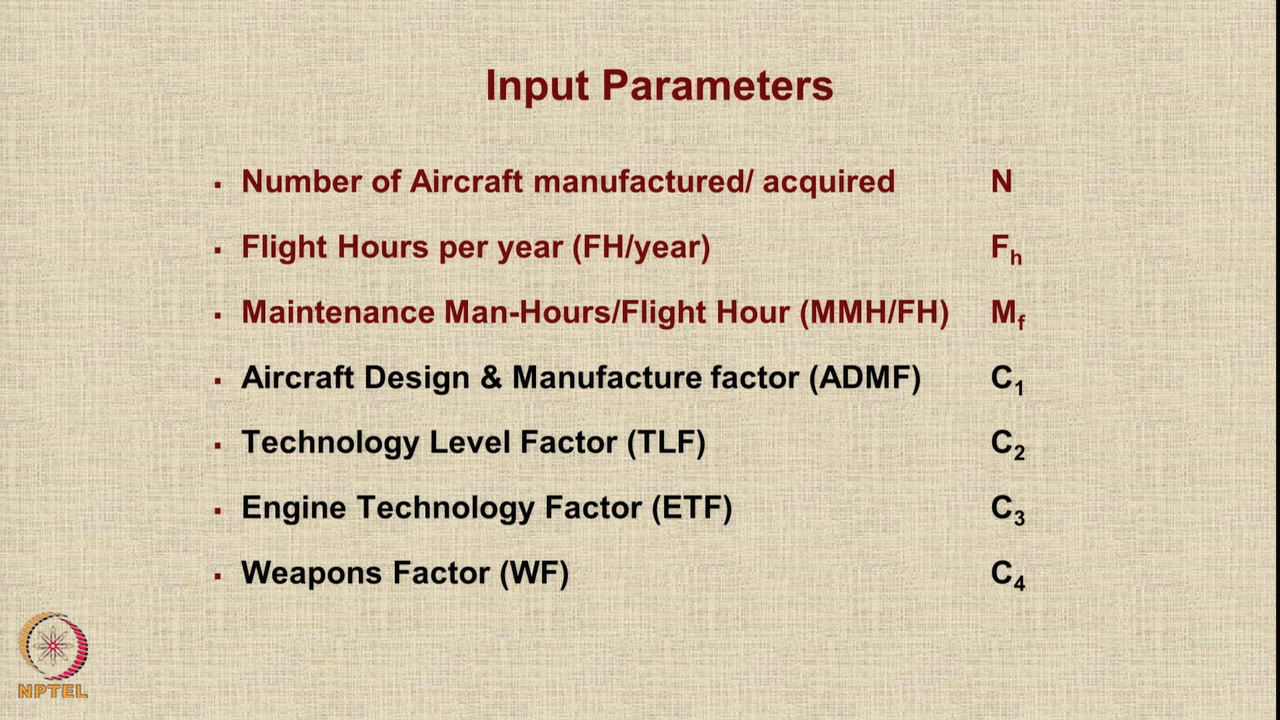 Input Parameters
▪ Number of Aircraft manufactured/ acquired N
▪ Flight Hours per year (FH/year) Fh
▪ Maintenance Man-Hours/Flight Hour (MMH/FH) Mf
▪ Aircraft Design & Manufacture factor (ADMF) C1
▪ Technology Level Factor (TLF) C2
▪ Engine Technology Factor (ETF) C3
▪ Weapons Factor (WF) C4
NPTEL